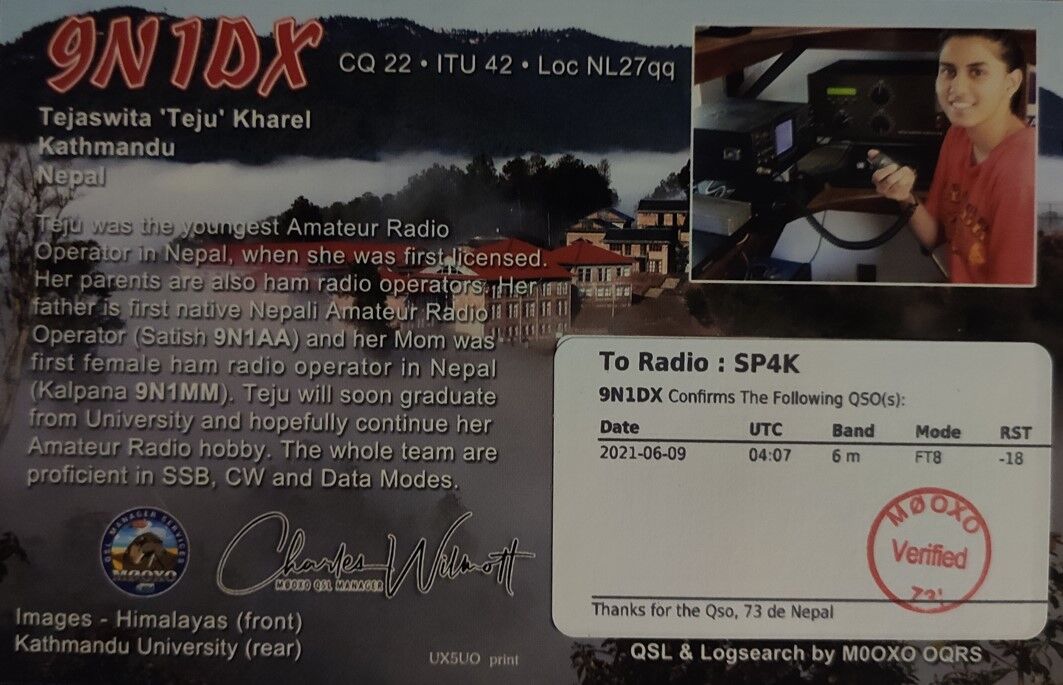 9N1DX
CQ 22 • ITU 42 • Loc NL27qq
Tejaswita 'Teju' Kharel
Kathmandu
Nepal
Teju was the youngest Amateur Radio
Operator in Nepal, when she was first licensed.
Her parents are also ham radio operators. Her
father is first native Nepali Amateur Radio
Operator (Satish 9N1AA) and her Mom was
first female ham radio operator in Nepal
(Kalpana 9N1MM). Teju will soon graduate
from University and hopefully continue her
Amateur Radio hobby. The whole team are
proficient in SSB, CW and Data Modes.
QSL MANAGER SERVICES
M0OXO
Charles Wilmott
M0OXO QSL MANAGER
Images - Himalayas (front)
Kathmandu University (rear)
UX5UO print
To Radio : SP4K
9N1DX Confirms The Following QSO(s):
Date UTC Band Mode RST
2021-06-09 04:07 6 m FT8 -18
MØOXO
Verified
73'
Thanks for the Qso, 73 de Nepal
QSL & Logsearch by M0OXO OQRS